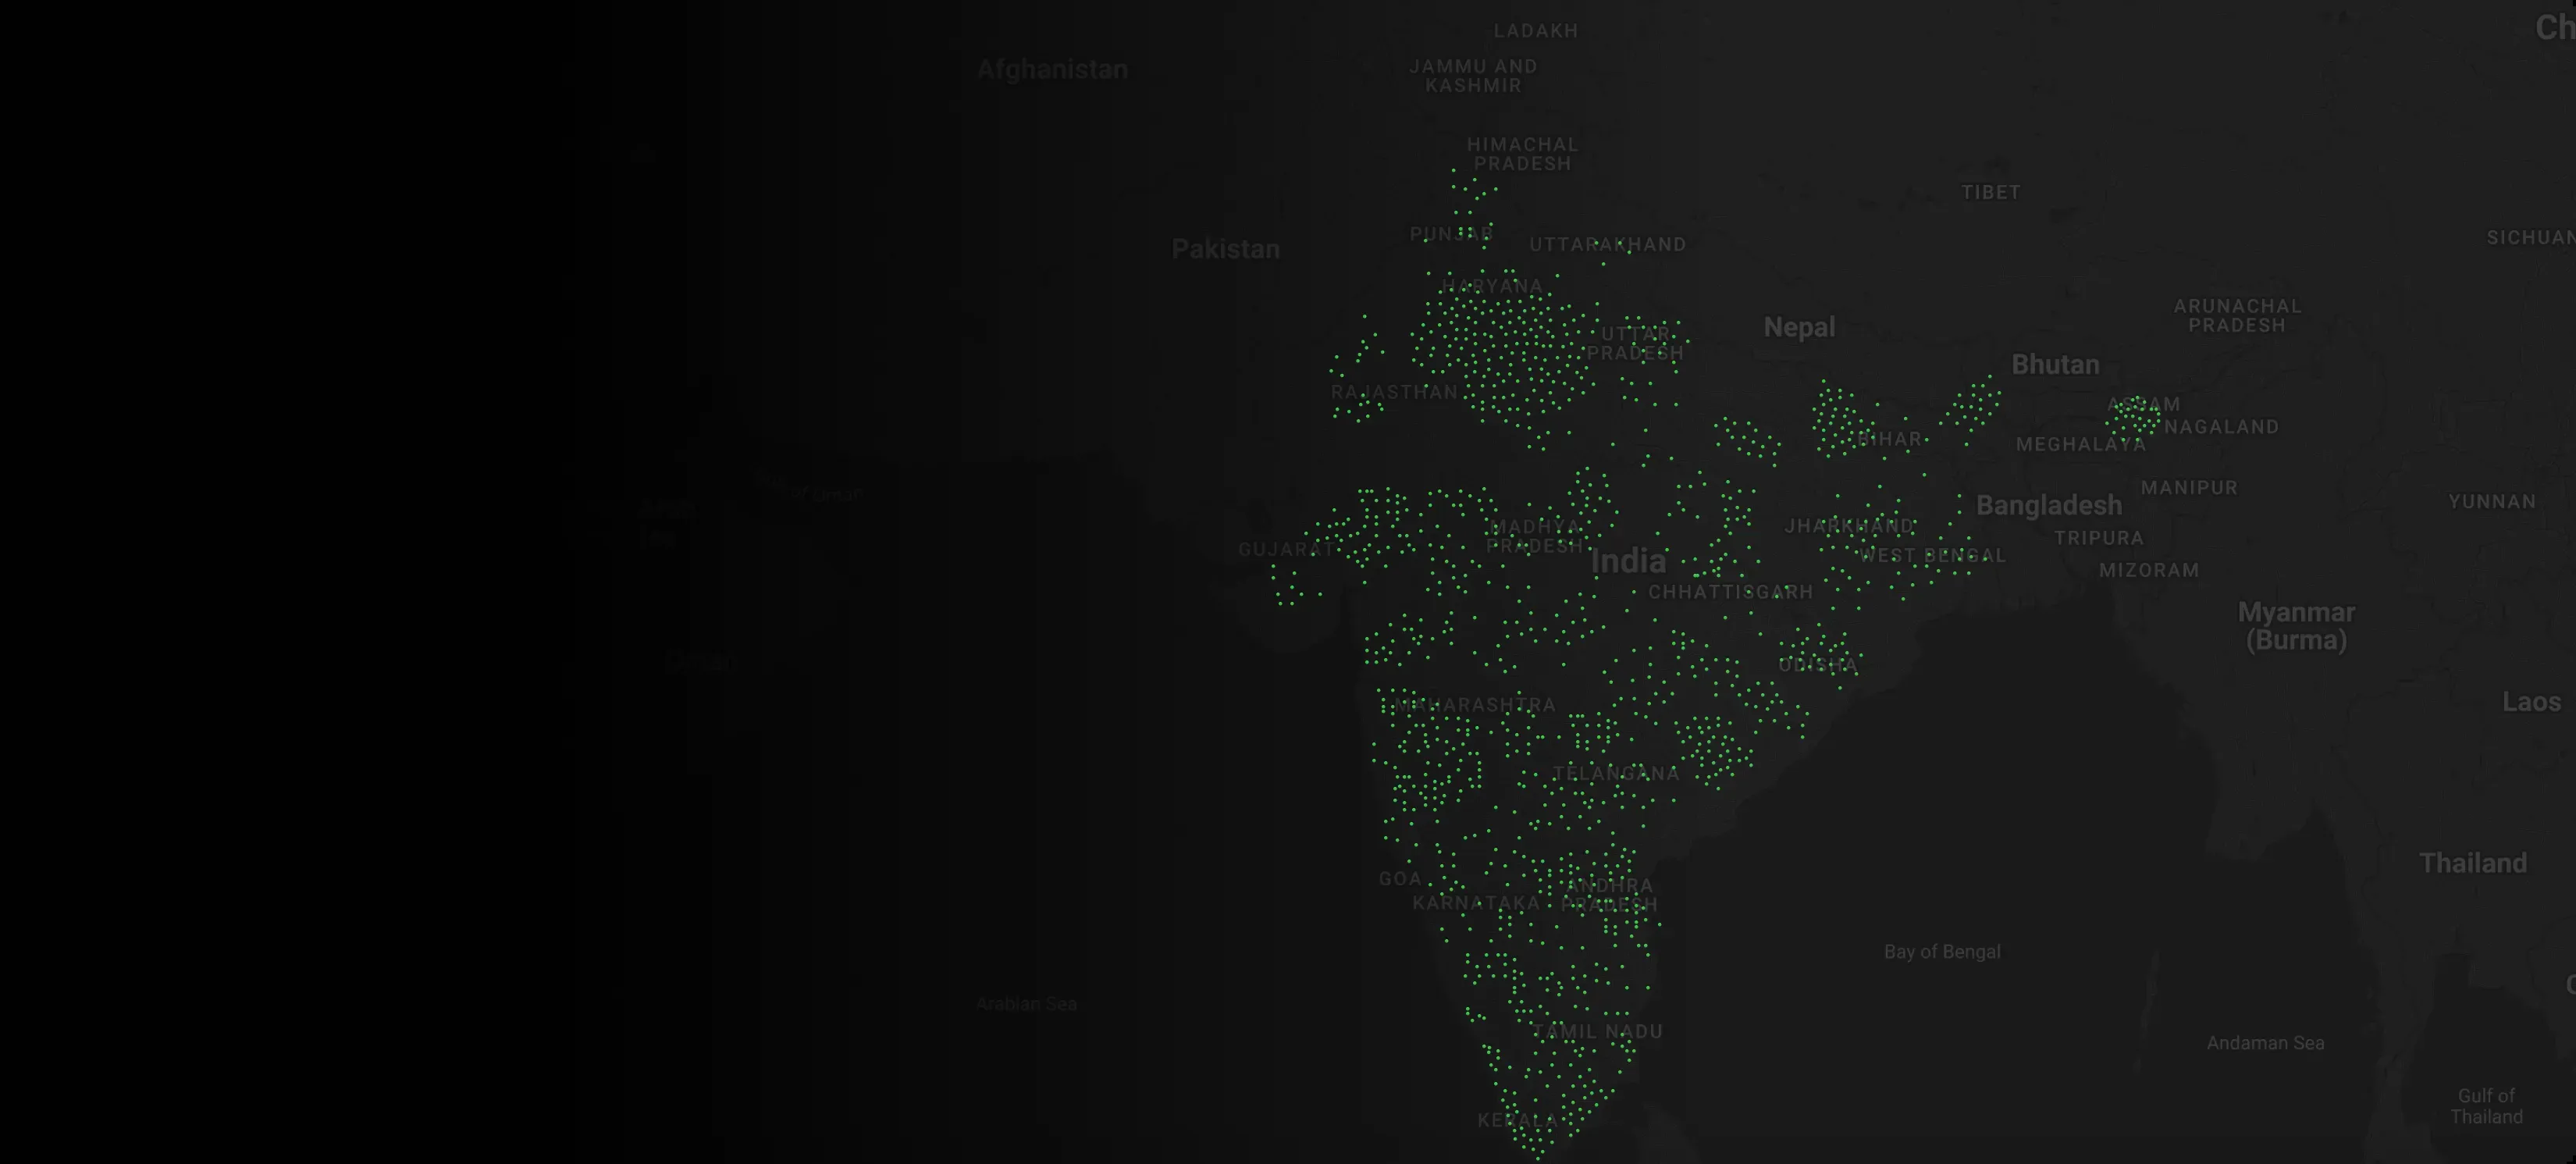 Ch
LADAKH
Afghanistan
JAMMU AND
KASHMIR
HIMACHAL
PRADESH
TIBET
PUNJAB
UTTARAKHAND
SICHUAN
Pakistan
HARYANA
ARUNACHAL
PRADESH
Nepal
UTTAR
PRADESH
Bhutan
RAJASTHAN
ASSAM
NAGALAND
BIHAR
MEGHALAYA
MANIPUR
Bangladesh
YUNNAN
MADHYA
PRADESH
JHARKHAND
TRIPURA
GUJARAT
India
WEST BENGAL
MIZORAM
CHHATTISGARH
Myanmar
(Burma)
ODISHA
Oman
MAHARASHTRA
Laos
TELANGANA
Thailand
GOA
ANDHRA
PRADESH
KARNATAKA
Bay of Bengal
Arabian Sea
TAMIL NADU
Andaman Sea
KERALA
Gulf of
Thailand